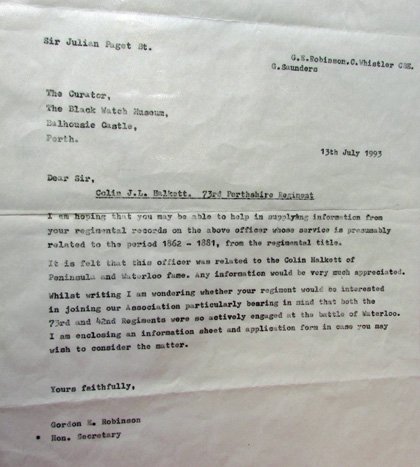 Sir Julian Paget Bt.
G.E.Robinson, C.Whistler CBE.
G.Saunders
The Curator,
The Black Watch Museum,
Balhousie Castle,
Perth.
13th July 1993
Dear Sir,
Colin J.L. Halkett. 73rd Perthshire Regiment
I am hoping that you may be able to help in supplying information from
your regimental records on the above officer whose service is presumably
related to the period 1862 - 1881, from the regimental title.
It is felt that this officer was related to the Colin Halkett of
Peninsula and Waterloo fame. Any information would be very much appreciated.
Whilst writing I am wondering whether your regiment would be interested
in joining our Association particularly bearing in mind that both the
73rd and 42nd Regiments were so actively engaged at the battle of Waterloo.
I am enclosing an information sheet and application form in case you may
wish to consider the matter.
Yours faithfully,
Gordon E. Robinson
* Hon. Secretary